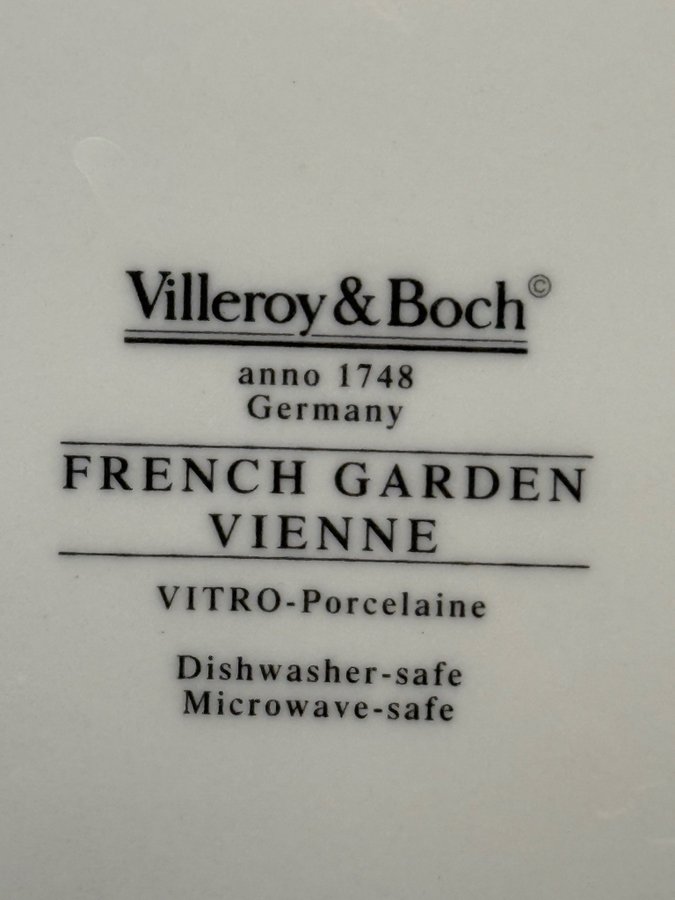 Villeroy & Boch©
anno 1748
Germany
FRENCH GARDEN
VIENNE
VITRO-Porcelaine
Dishwasher-safe
Microwave-safe